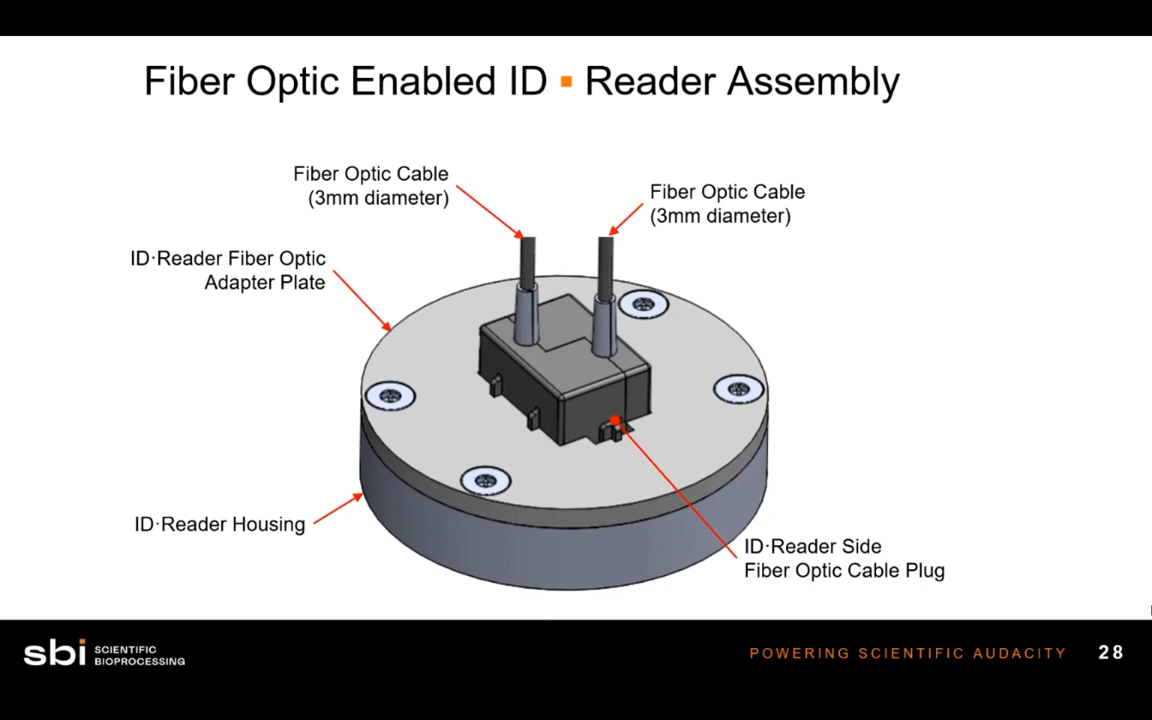 Fiber Optic Enabled ID ▪ Reader Assembly
Fiber Optic Cable
(3mm diameter)
Fiber Optic Cable
(3mm diameter)
ID·Reader Fiber Optic
Adapter Plate
ID·Reader Housing
ID·Reader Side
Fiber Optic Cable Plug
sbi SCIENTIFIC
BIOPROCESSING
POWERING SCIENTIFIC AUDACITY 28